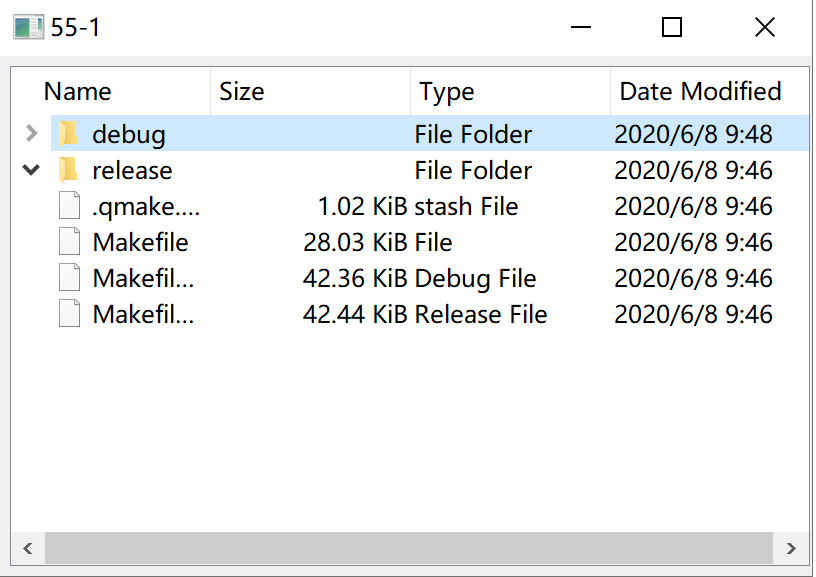 55-1
Name Size Type Date Modified
debug File Folder 2020/6/8 9:48
release File Folder 2020/6/8 9:46
.qmake.... 1.02 KiB stash File 2020/6/8 9:46
Makefile 28.03 KiB File 2020/6/8 9:46
Makefil... 42.36 KiB Debug File 2020/6/8 9:46
Makefil... 42.44 KiB Release File 2020/6/8 9:46